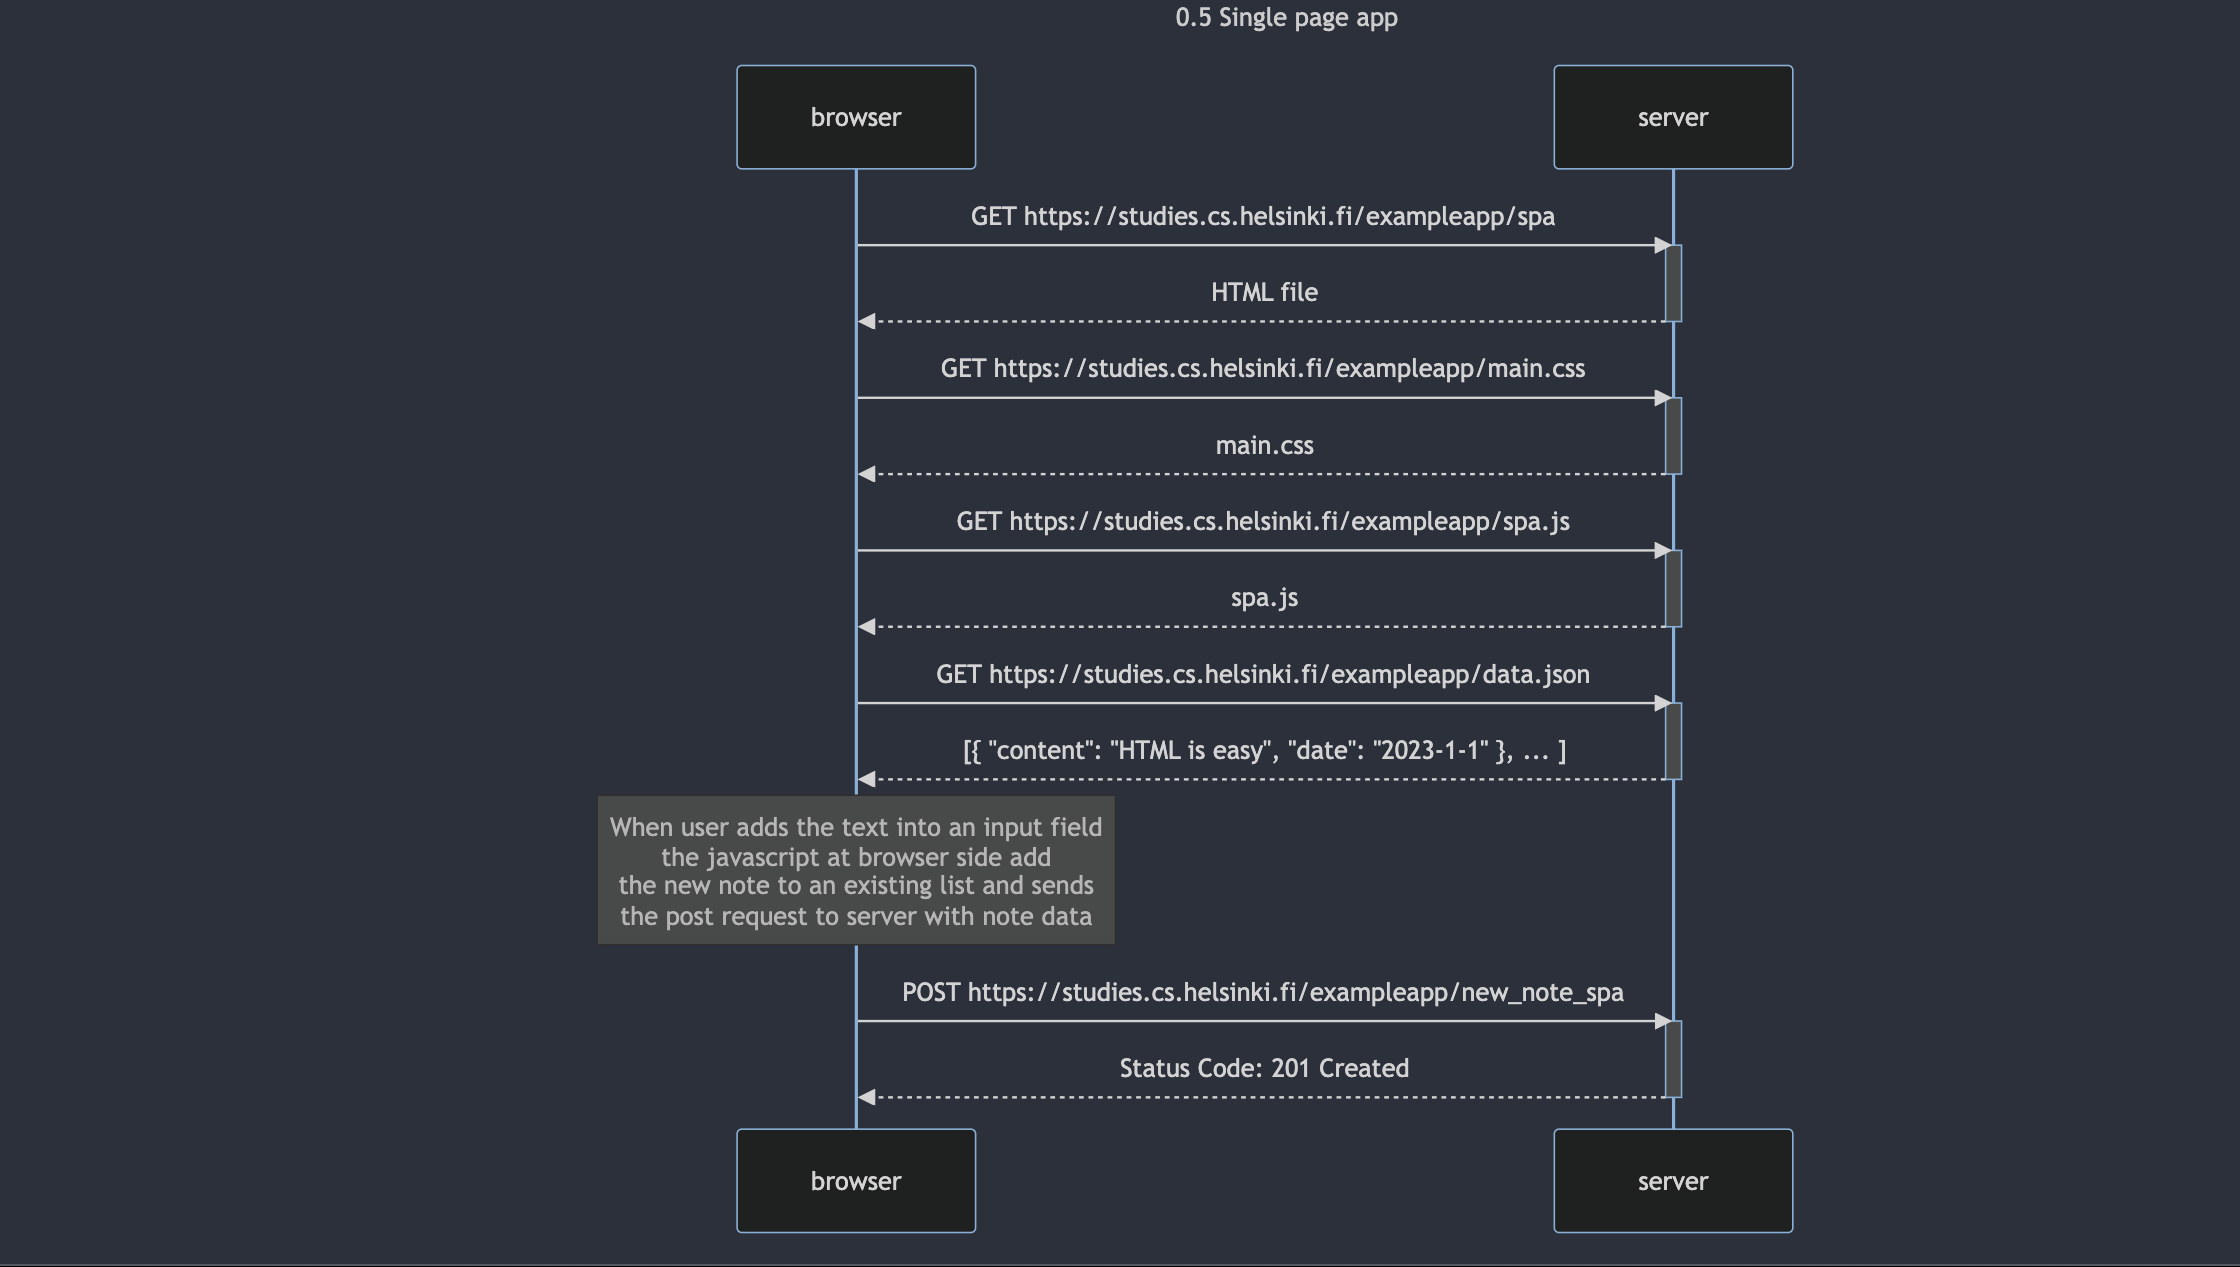 0.5 Single page app
browser
server
GET https://studies.cs.helsinki.fi/exampleapp/spa
HTML file
GET https://studies.cs.helsinki.fi/exampleapp/main.css
main.css
GET https://studies.cs.helsinki.fi/exampleapp/spa.js
spa.js
GET https://studies.cs.helsinki.fi/exampleapp/data.json
[{ "content": "HTML is easy", "date": "2023-1-1" }, ... ]
When user adds the text into an input field
the javascript at browser side add
the new note to an existing list and sends
the post request to server with note data
POST https://studies.cs.helsinki.fi/exampleapp/new_note_spa
Status Code: 201 Created
browser
server